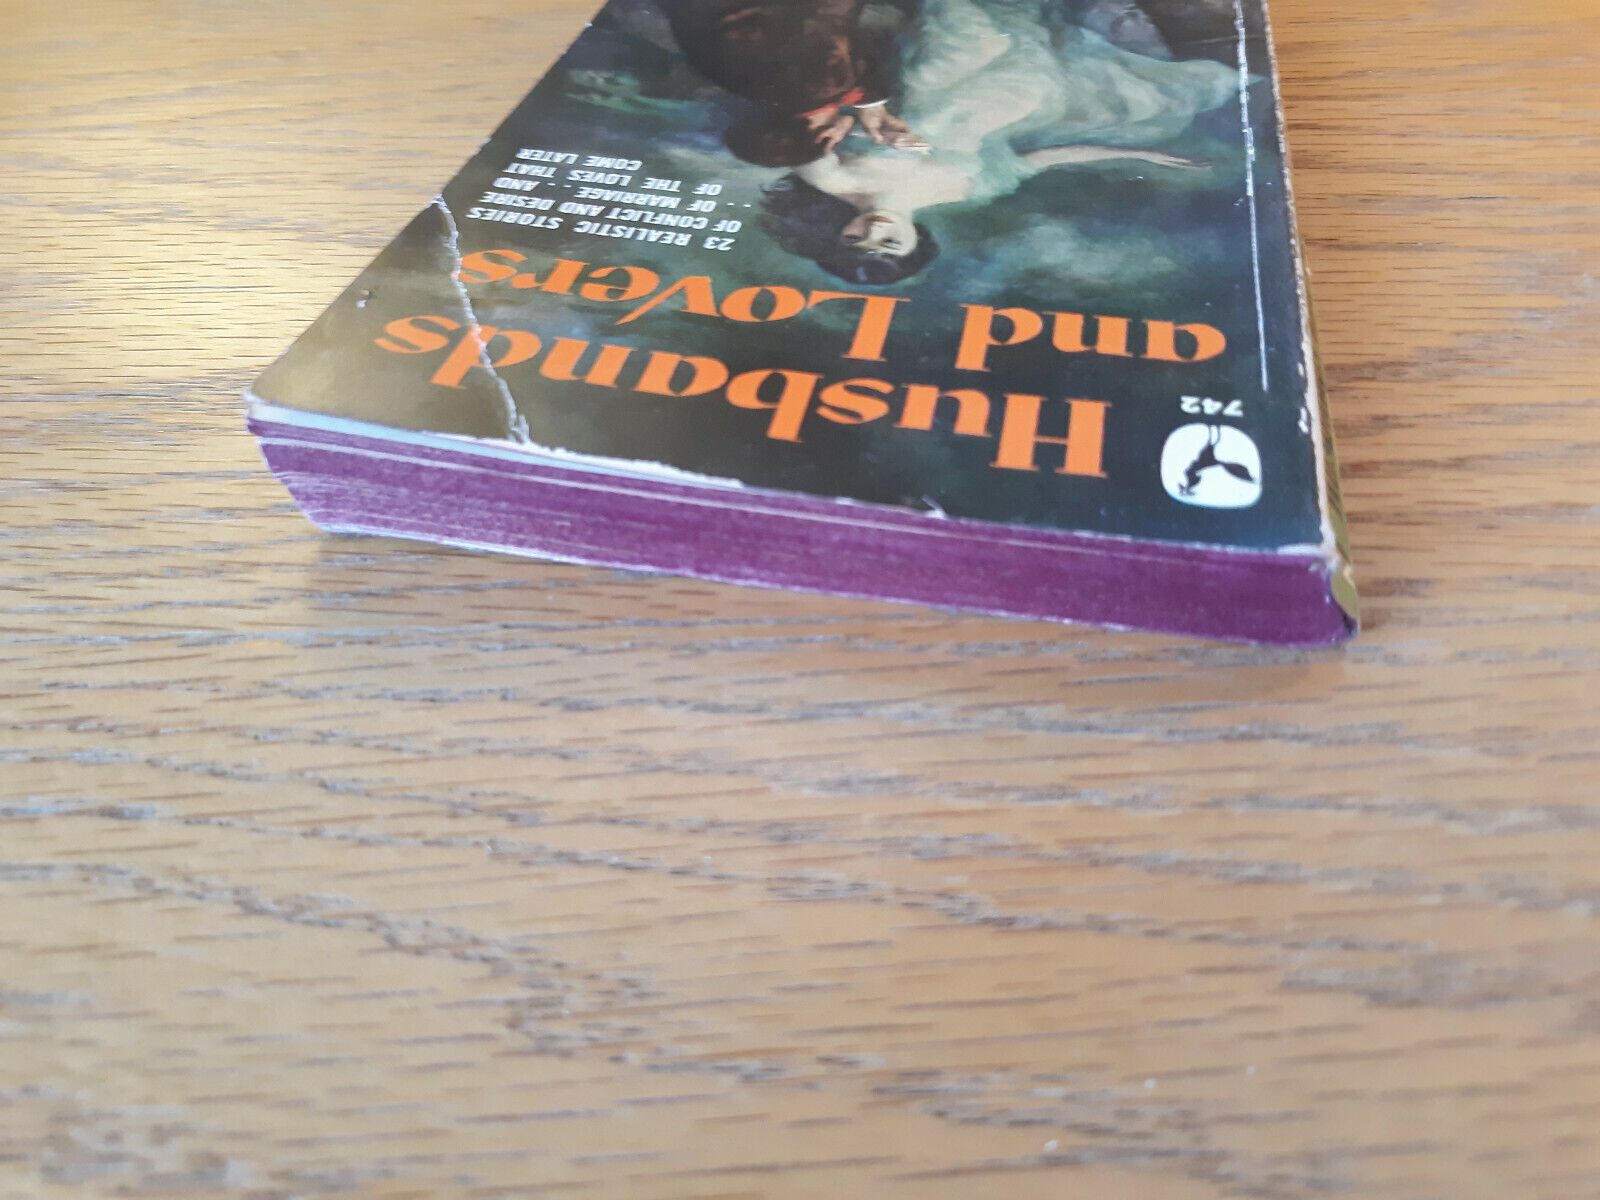 742
Husbands
and Lovers
23 REALISTIC STORIES
OF CONFLICT AND DESIRE
. . OF MARRIAGE . . AND
OF THE LOVES THAT
COME LATER